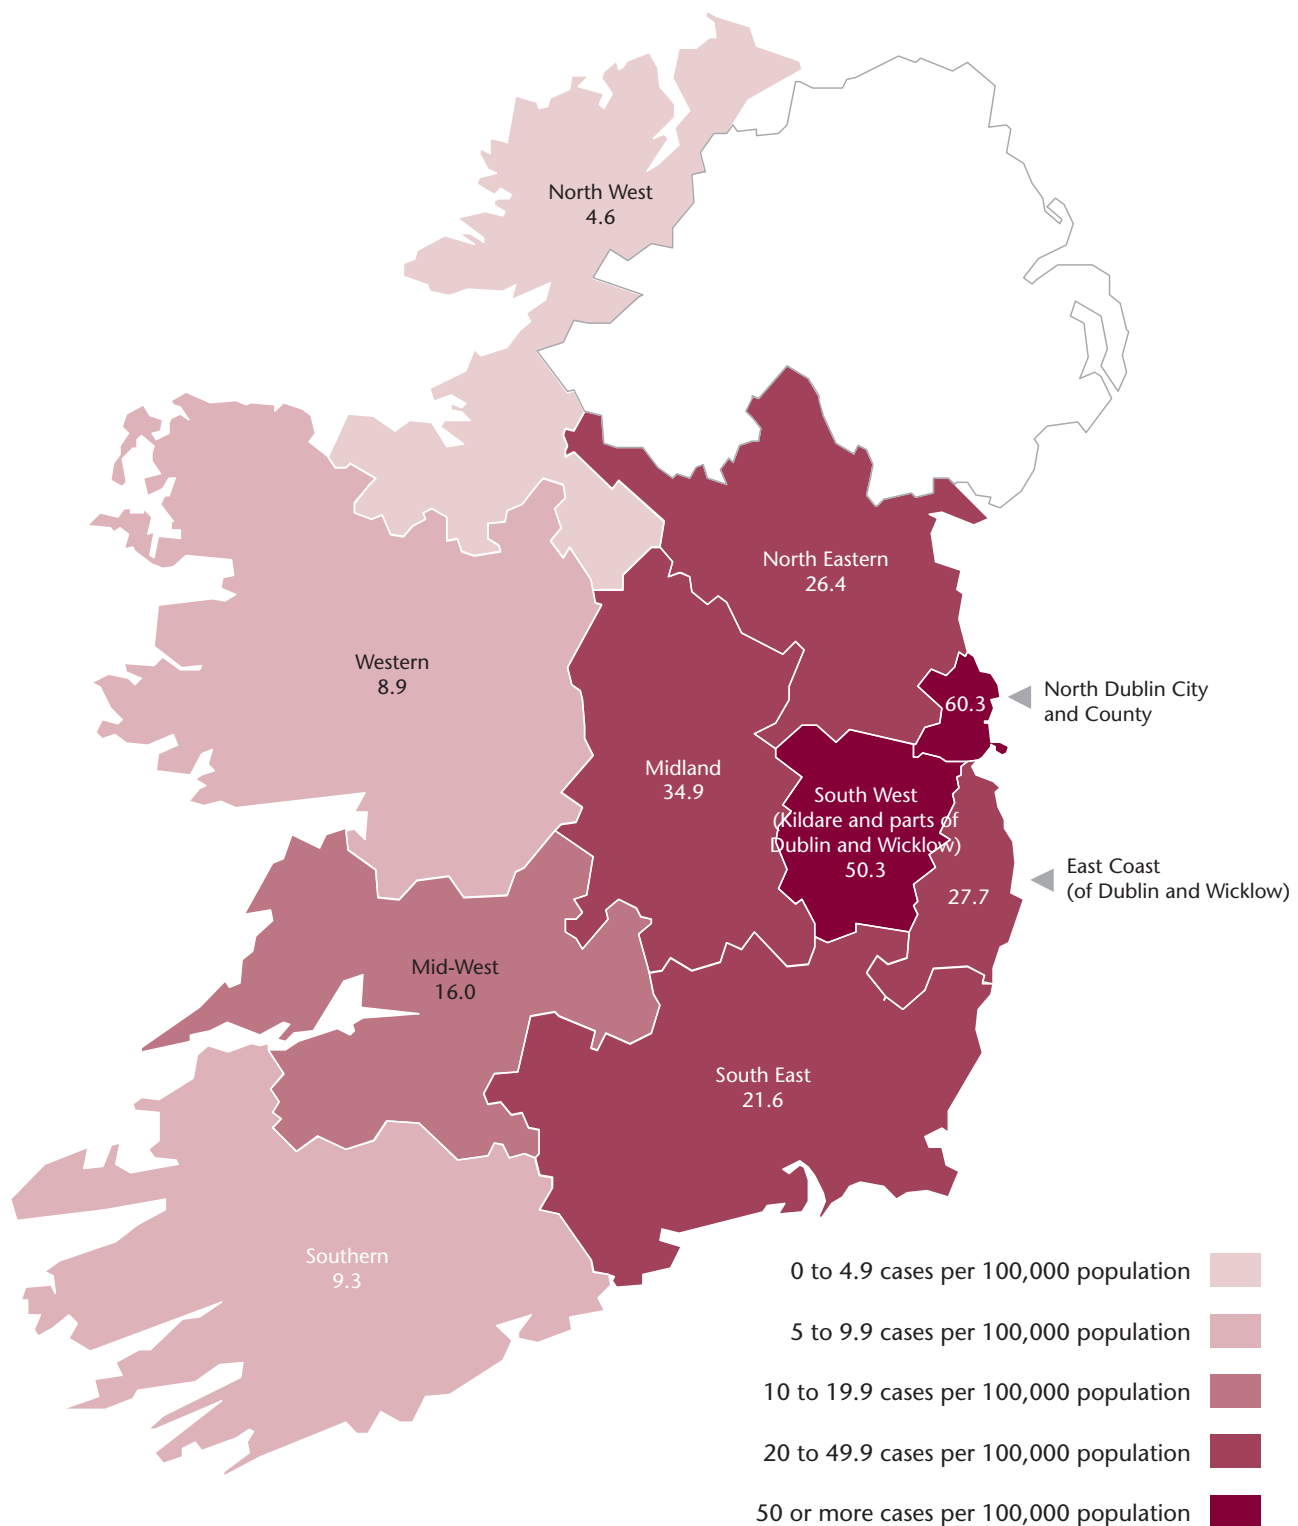 North West
4.6
North Eastern
26.4
Western
8.9
60.3
North Dublin City
and County
Midland
34.9
South West
(Kildare and parts of
Dublin and Wicklow)
50.3
27.7
East Coast
(of Dublin and Wicklow)
Mid-West
16.0
South East
21.6
Southern
9.3
0 to 4.9 cases per 100,000 population
5 to 9.9 cases per 100,000 population
10 to 19.9 cases per 100,000 population
20 to 49.9 cases per 100,000 population
50 or more cases per 100,000 population